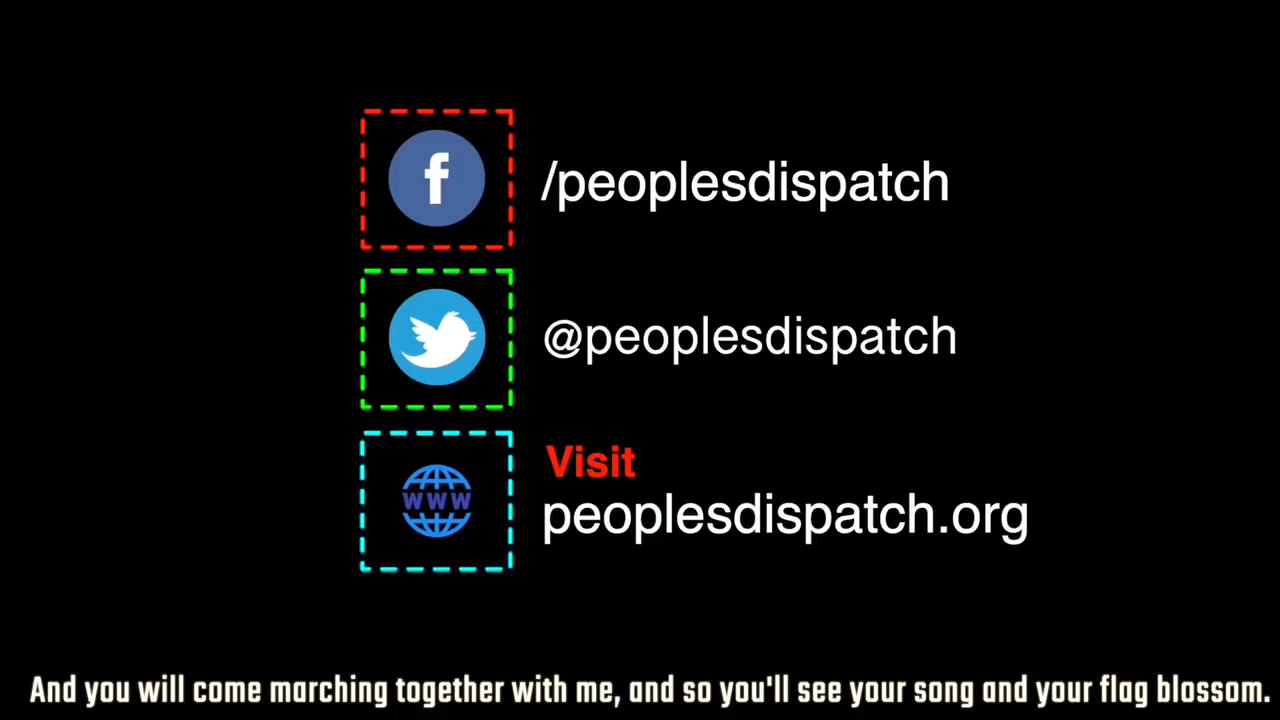 f
/peoplesdispatch
@peoplesdispatch
Visit
WWW
peoplesdispatch.org
And you will come marching together with me, and so you'll see your song and your flag blossom.